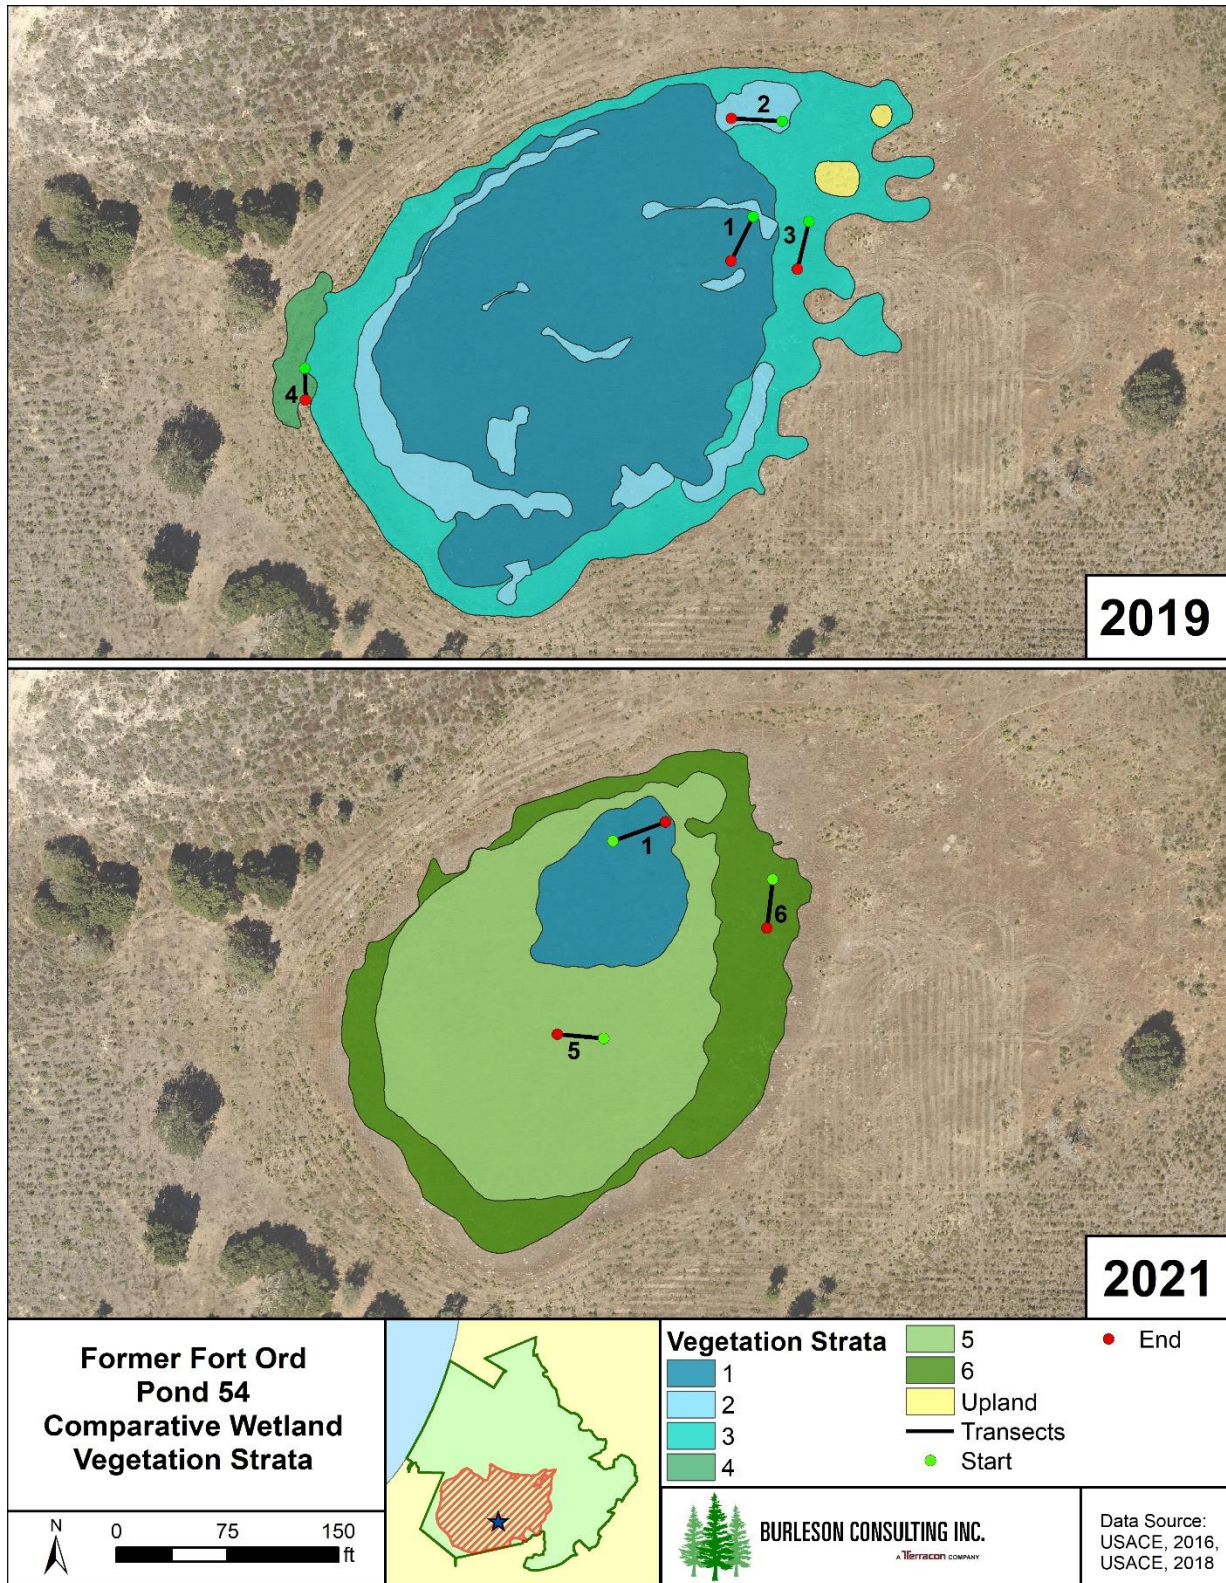 2
1
3
4
2019
1
6
5
2021
Former Fort Ord
Pond 54
Comparative Wetland
Vegetation Strata
N
0 75 150
ft
Vegetation Strata
1
2
3
4
5
6
Upland
Transects
Start
End
BURLESON CONSULTING INC.
A Terracon COMPANY
Data Source:
USACE, 2016,
USACE, 2018